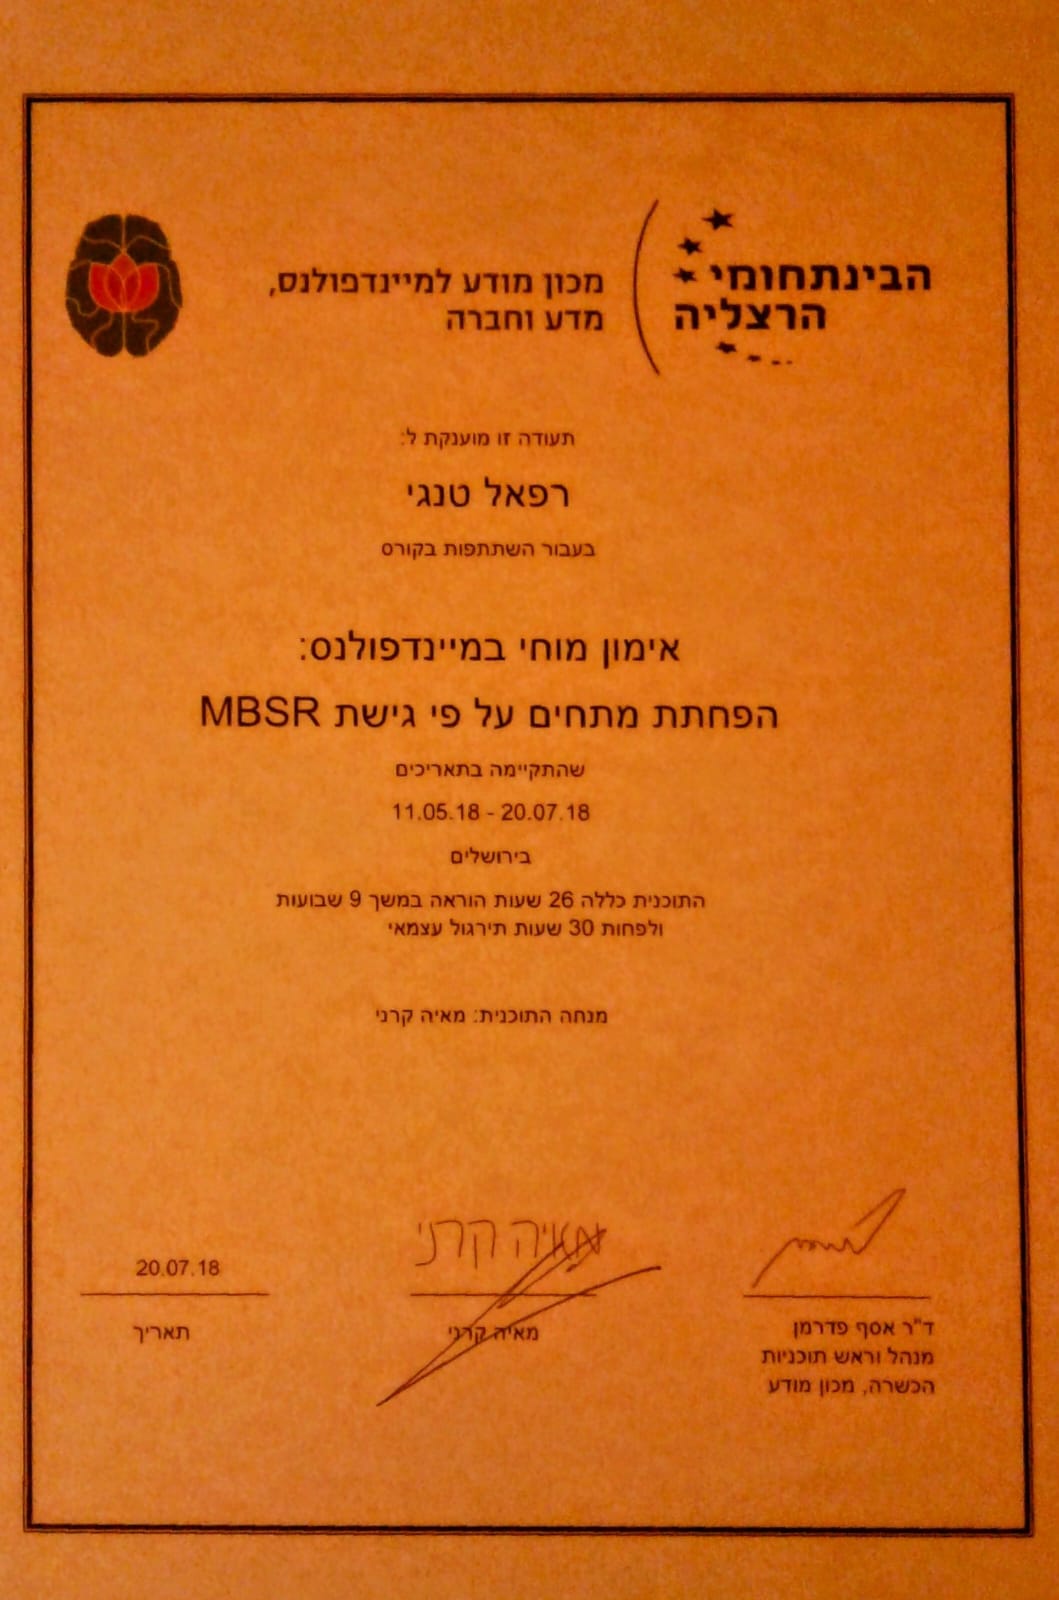 הבינתחומי
הרצליה
מכון מודע למיינדפולנס,
מדע וחברה
תעודה זו מוענקת ל:
רפאל טנגי
בעבור השתתפות בקורס
אימון מוחי במיינדפולנס:
הפחתת מתחים על פי גישת MBSR
שהתקיימה בתאריכים
11.05.18 - 20.07.18
בירושלים
התוכנית כללה 26 שעות הוראה במשך 9 שבועות
ולפחות 30 שעות תירגול עצמאי
מנחה התוכנית: מאיה קרני
מאיה קרני
20.07.18
ד"ר אסף פדרמן
מנהל וראש תוכניות
הכשרה, מכון מודע
מאיה קרני
תאריך